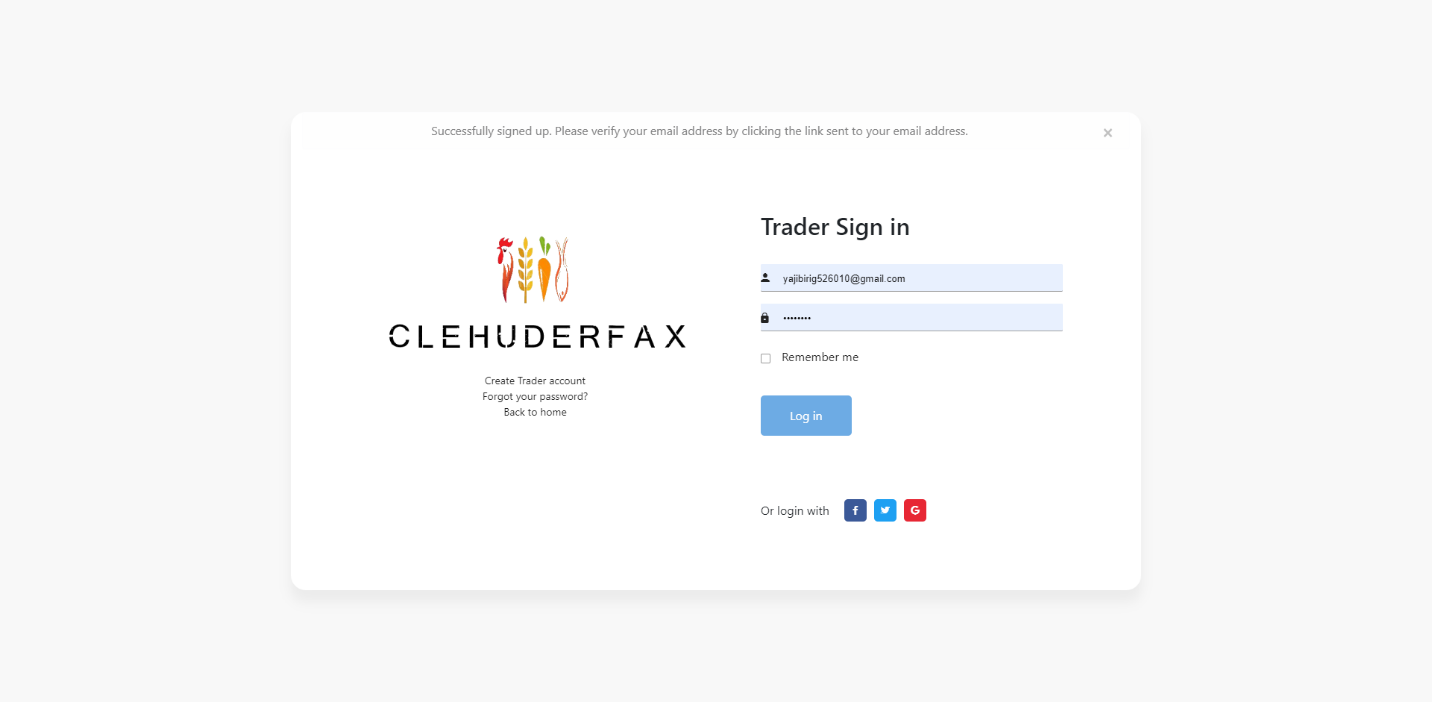 Successfully signed up. Please verify your email address by clicking the link sent to your email address.
×
CLEHUDERFAX
Create Trader account
Forgot your password?
Back to home
Trader Sign in
yajibirig526010@gmail.com
••••••••
Remember me
Log in
Or login with